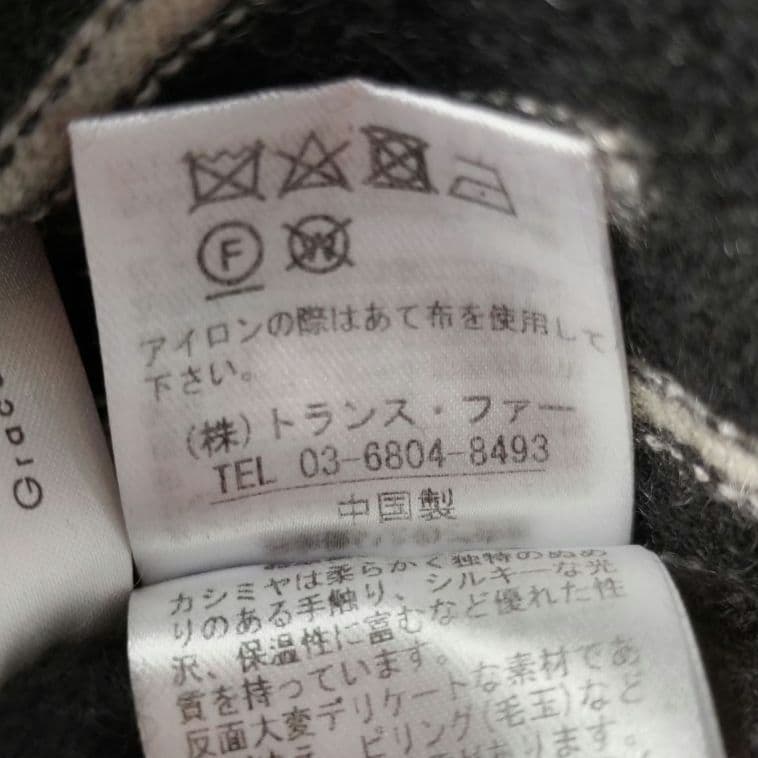 F
W
アイロンの際はあて布を使用して
下さい。
(株)トランス・ファー
TEL 03-6804-8493
中国製
カシミヤは柔らかく独特のぬめ
りのある手触り、シルキーな光
沢、保温性に富むなど優れた性
質を持っています。
反面大変デリケートな素材であ
ピリング(毛玉)など
ります。
Grac